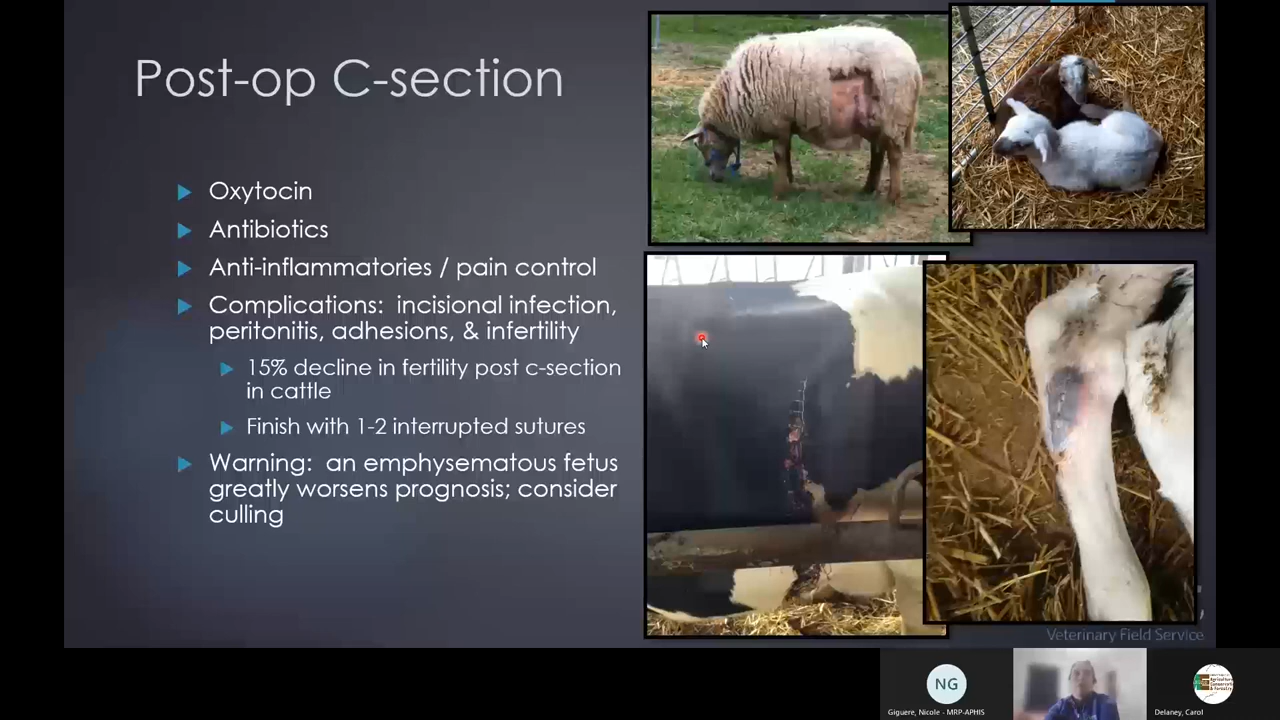 Post-op C-section
Oxytocin
Antibiotics
Anti-inflammatories / pain control
Complications: incisional infection,
peritonitis, adhesions, & infertility
15% decline in fertility post c-section
in cattle
Finish with 1-2 interrupted sutures
Warning: an emphysematous fetus
greatly worsens prognosis; consider
culling
Veterinary Field Service
NG
Giguere, Nicole - MRP-APHIS
Delaney, Carol